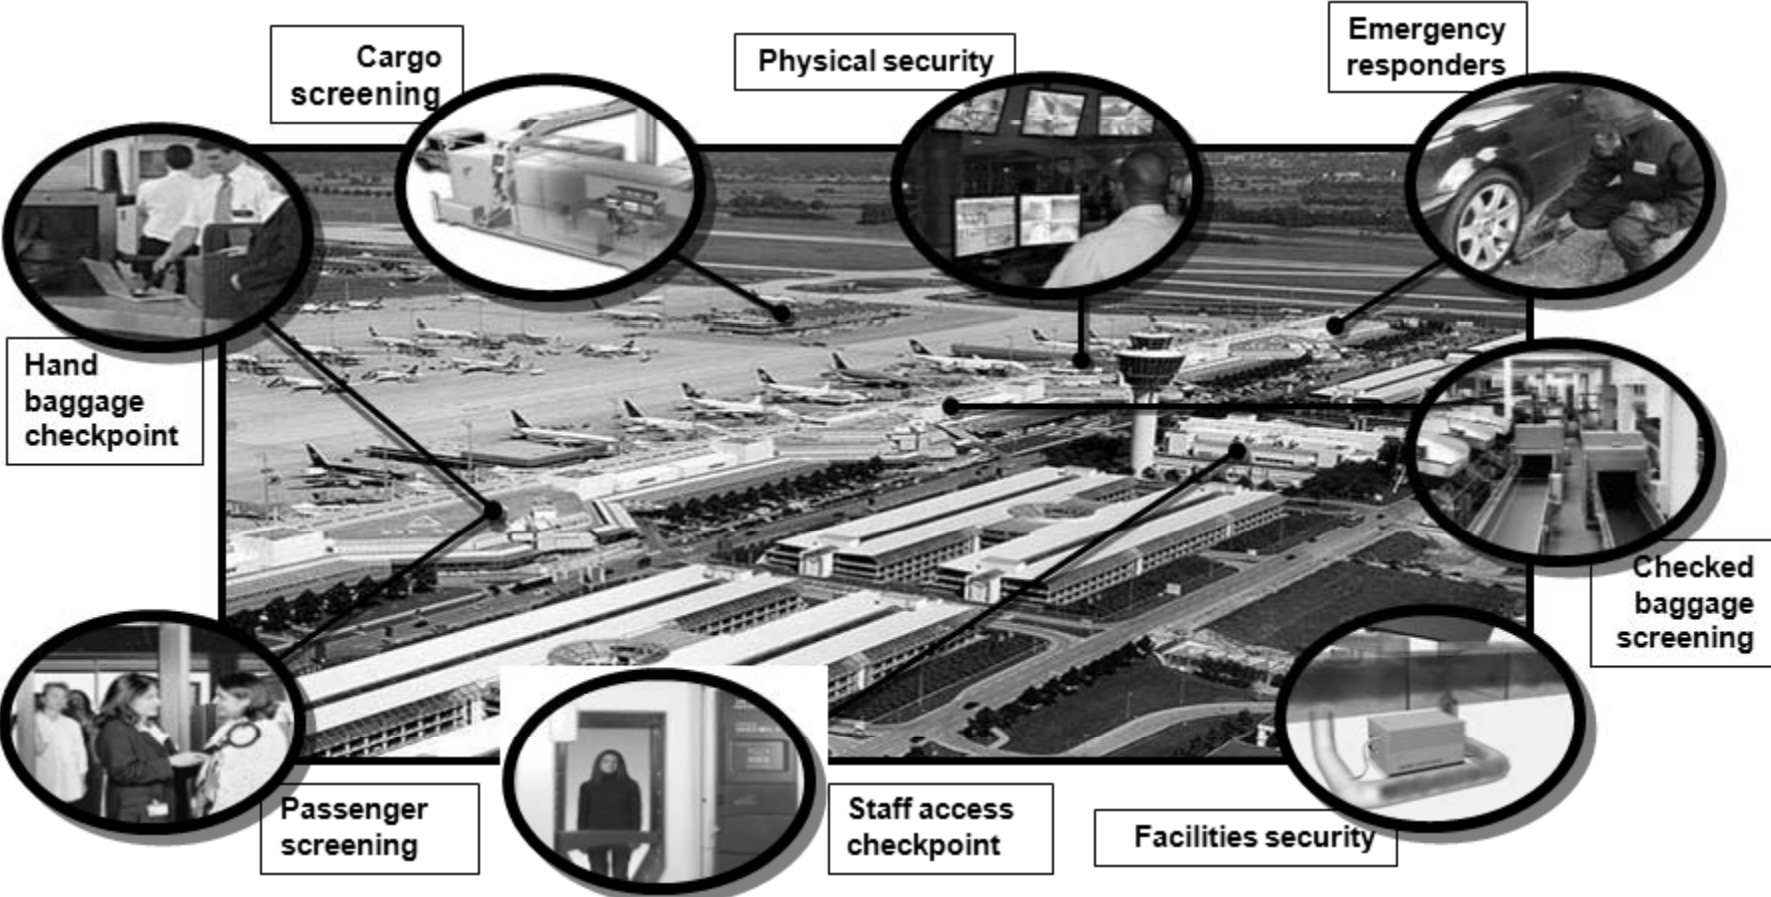 Cargo
screening
Physical security
Emergency
responders
Hand
baggage
checkpoint
Checked
baggage
screening
Passenger
screening
Staff access
checkpoint
Facilities security